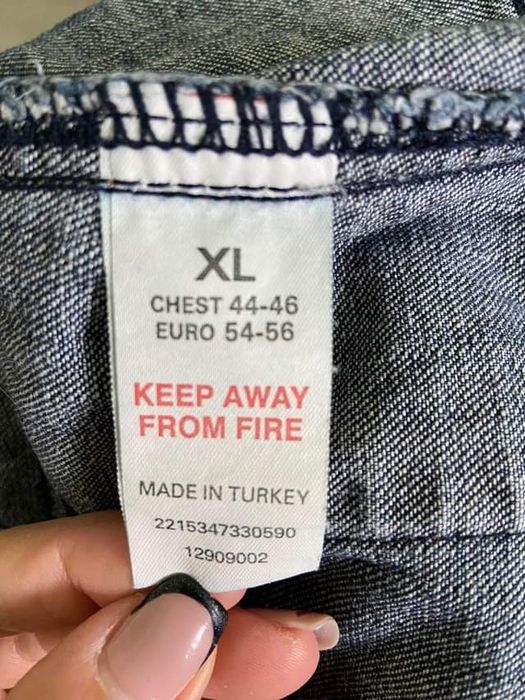 XL
CHEST 44-46
EURO 54-56
KEEP AWAY
FROM FIRE
MADE IN TURKEY
2215347330590
12909002